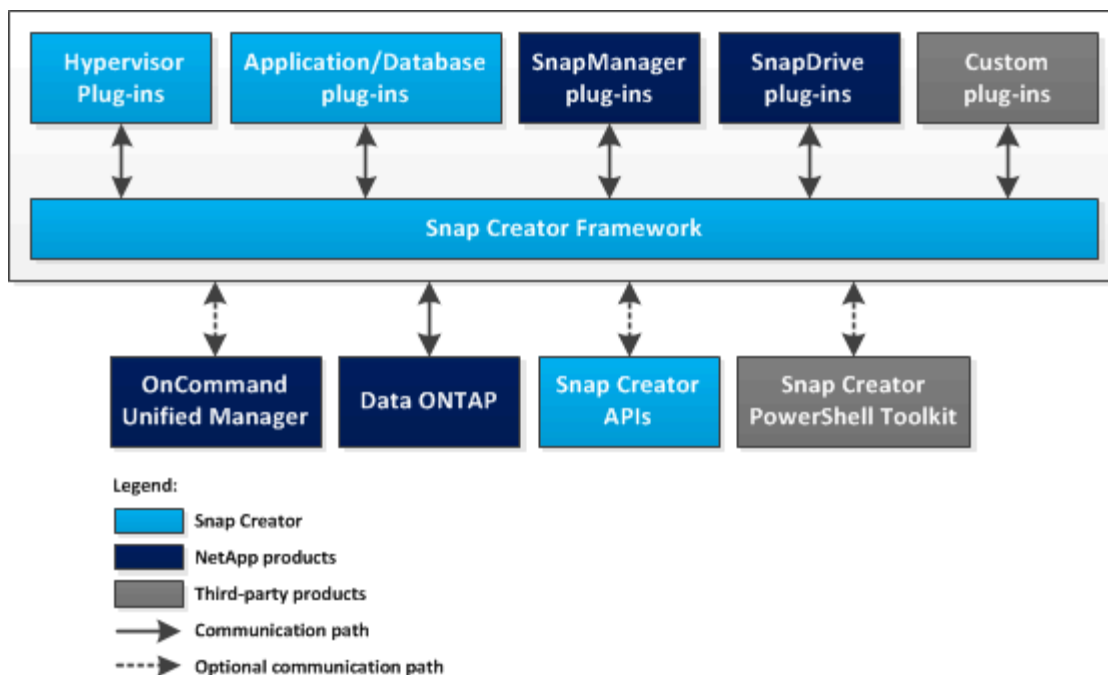 Hypervisor
Plug-ins
Application/Database
plug-ins
SnapManager
plug-ins
SnapDrive
plug-ins
Custom
plug-ins
Snap Creator Framework
OnCommand
Unified Manager
Data ONTAP
Snap Creator
APIs
Snap Creator
PowerShell Toolkit
Legend:
Snap Creator
NetApp products
Third-party products
Communication path
Optional communication path